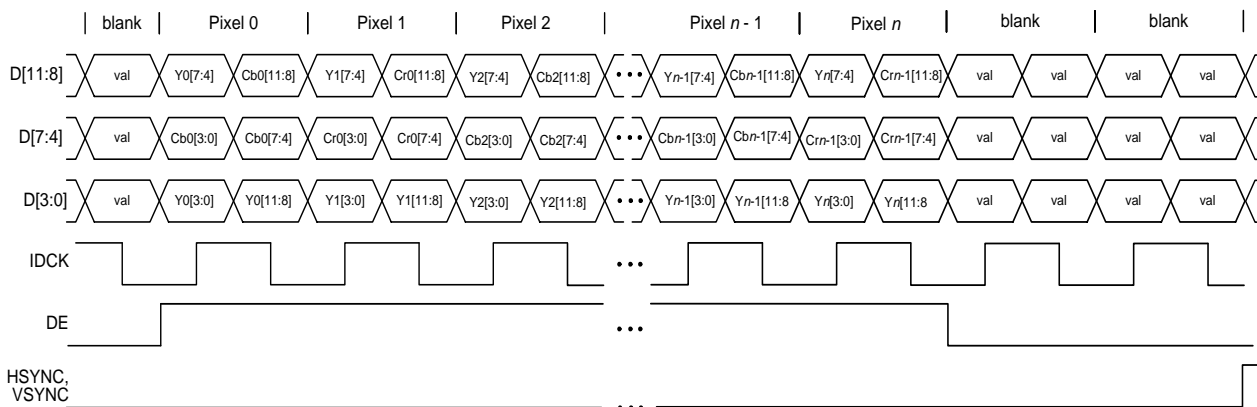 blank Pixel 0 Pixel 1 Pixel 2 Pixel n - 1 Pixel n blank blank
D[11:8] val Y0[7:4] Cb0[11:8] Y1[7:4] Cr0[11:8] Y2[7:4] Cb2[11:8] ••• Yn-1[7:4] Cbn-1[11:8] Yn[7:4] Crn-1[11:8] val val val val
D[7:4] val Cb0[3:0] Cb0[7:4] Cr0[3:0] Cr0[7:4] Cb2[3:0] Cb2[7:4] ••• Cbn-1[3:0] Cbn-1[7:4] Crn-1[3:0] Crn-1[7:4] val val val val
D[3:0] val Y0[3:0] Y0[11:8] Y1[3:0] Y1[11:8] Y2[3:0] Y2[11:8] ••• Yn-1[3:0] Yn-1[11:8 Yn[3:0] Yn[11:8 val val val val
IDCK •••
DE •••
HSYNC,
VSYNC •••